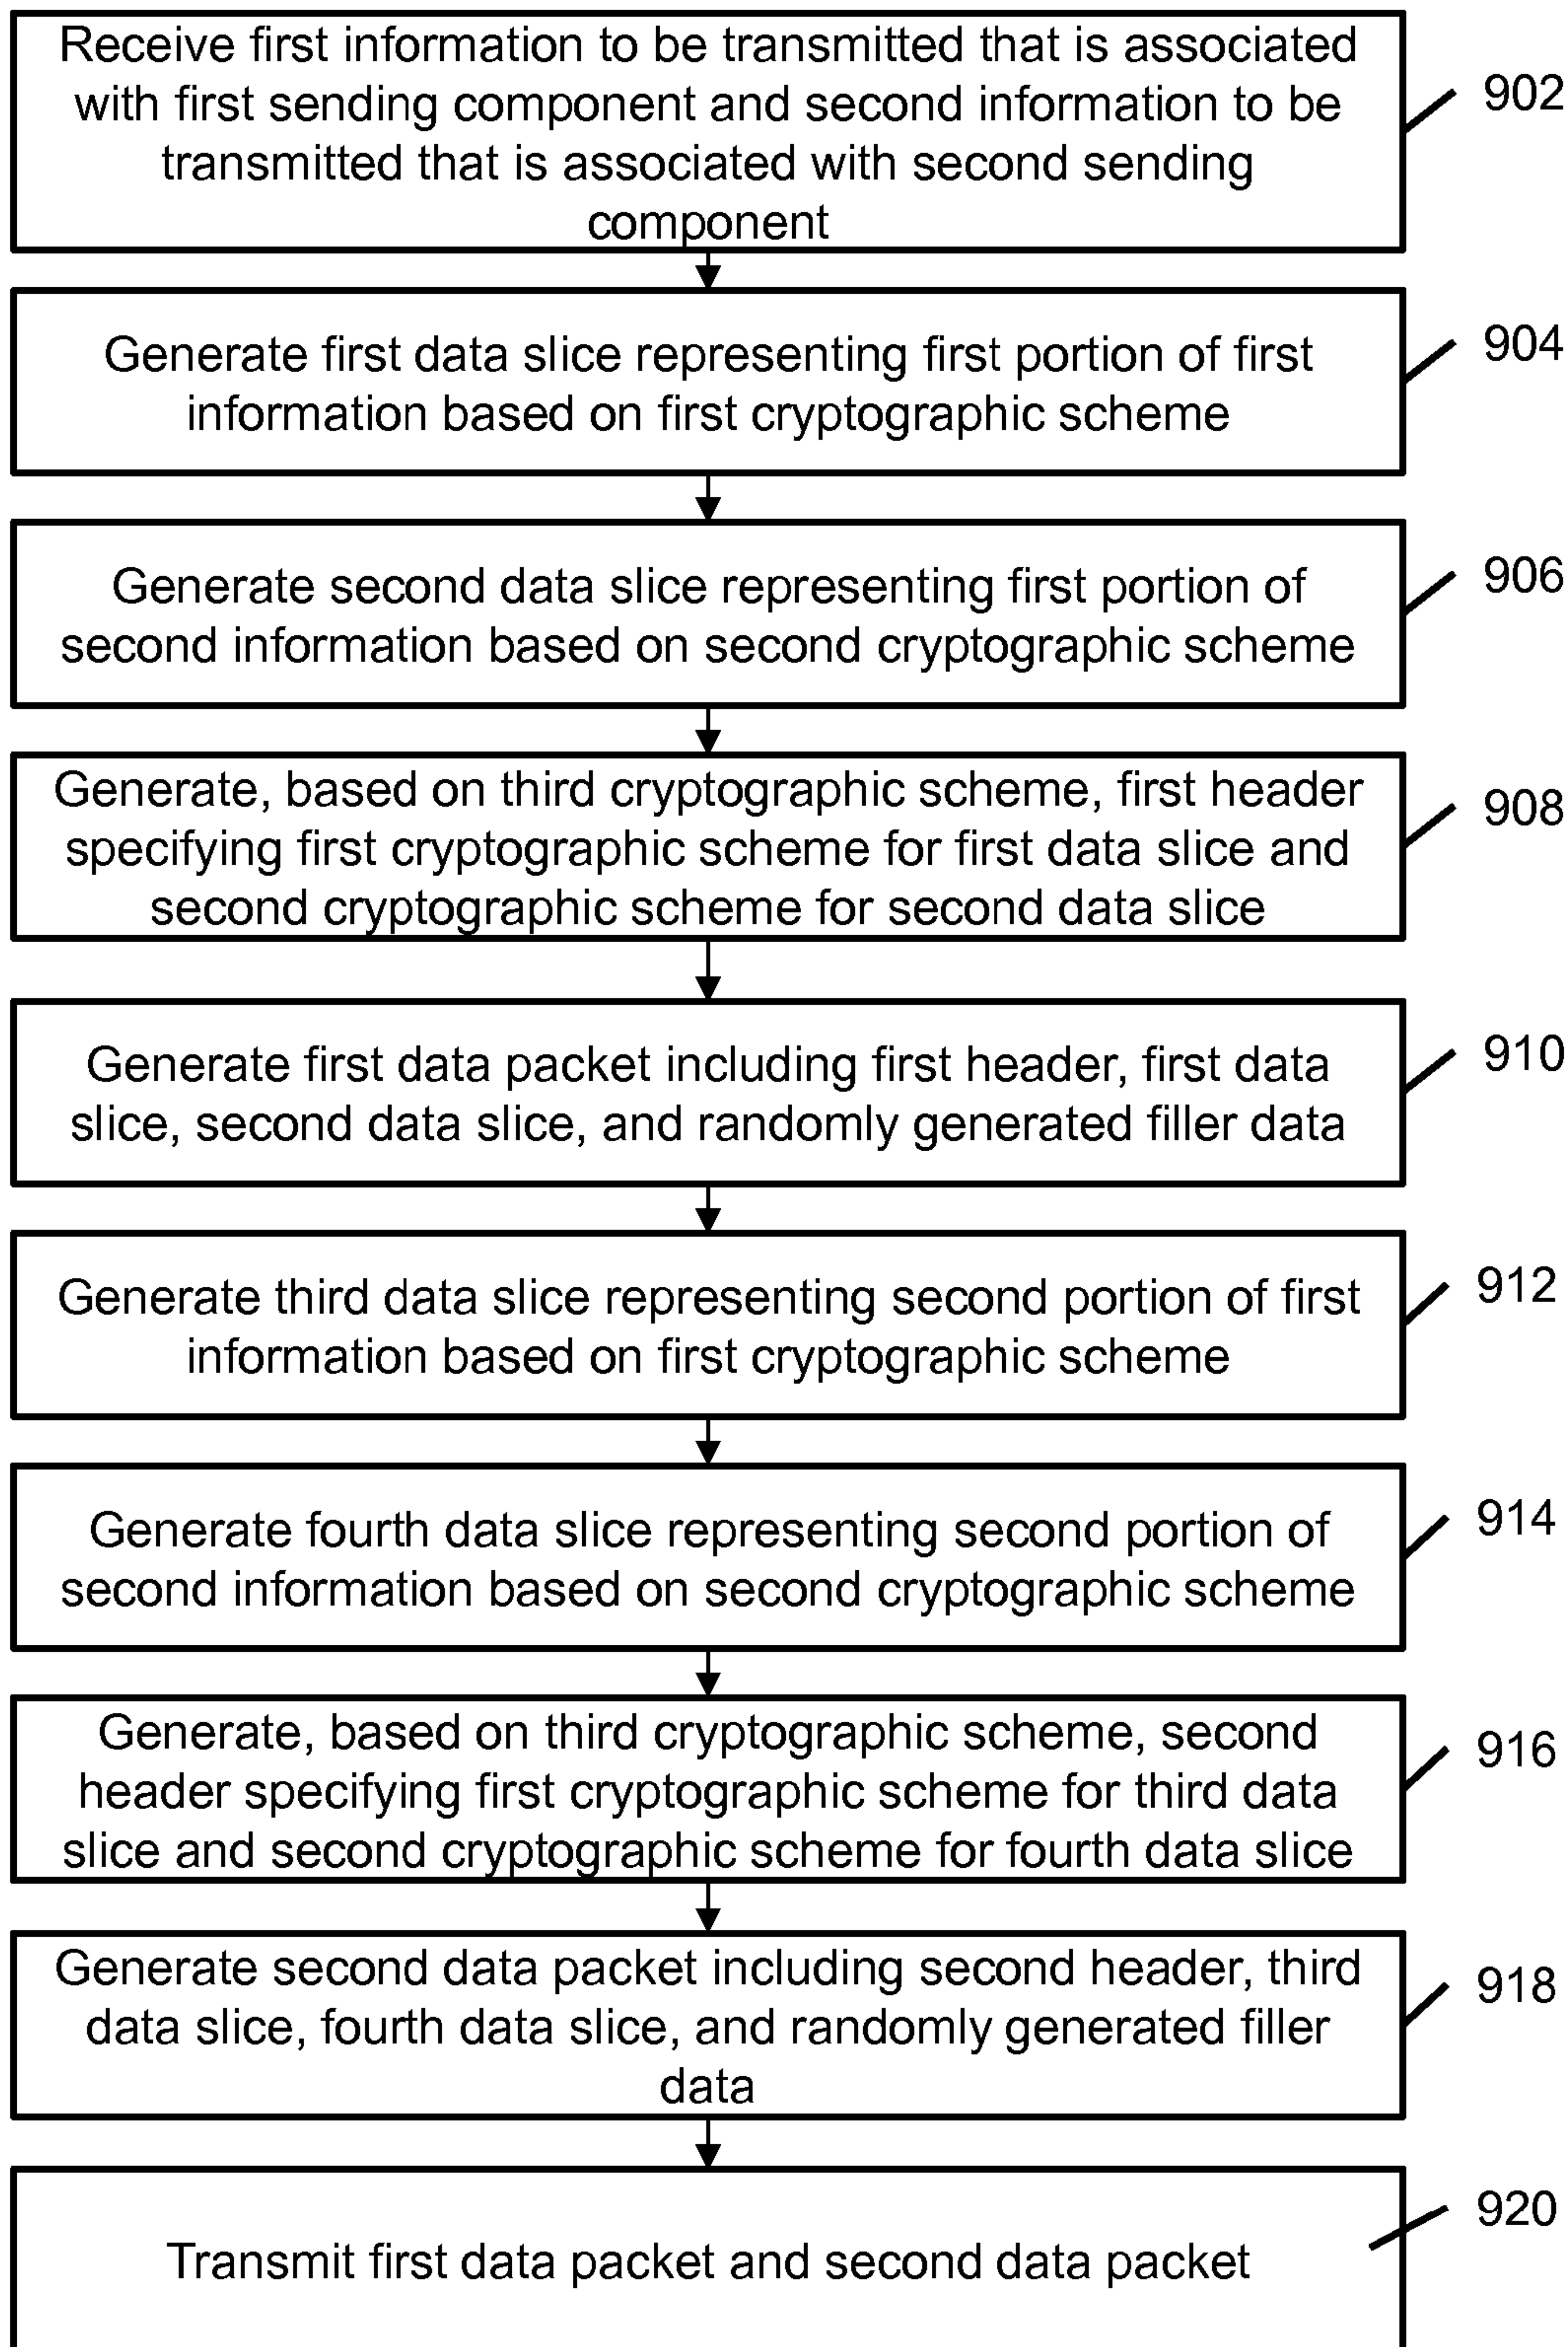 Receive first information to be transmitted that is associated
with first sending component and second information to be
transmitted that is associated with second sending
component
902
Generate first data slice representing first portion of first
information based on first cryptographic scheme
904
Generate second data slice representing first portion of
second information based on second cryptographic scheme
906
Generate, based on third cryptographic scheme, first header
specifying first cryptographic scheme for first data slice and
second cryptographic scheme for second data slice
908
Generate first data packet including first header, first data
slice, second data slice, and randomly generated filler data
910
Generate third data slice representing second portion of first
information based on first cryptographic scheme
912
Generate fourth data slice representing second portion of
second information based on second cryptographic scheme
914
Generate, based on third cryptographic scheme, second
header specifying first cryptographic scheme for third data
slice and second cryptographic scheme for fourth data slice
916
Generate second data packet including second header, third
data slice, fourth data slice, and randomly generated filler
data
918
Transmit first data packet and second data packet
920